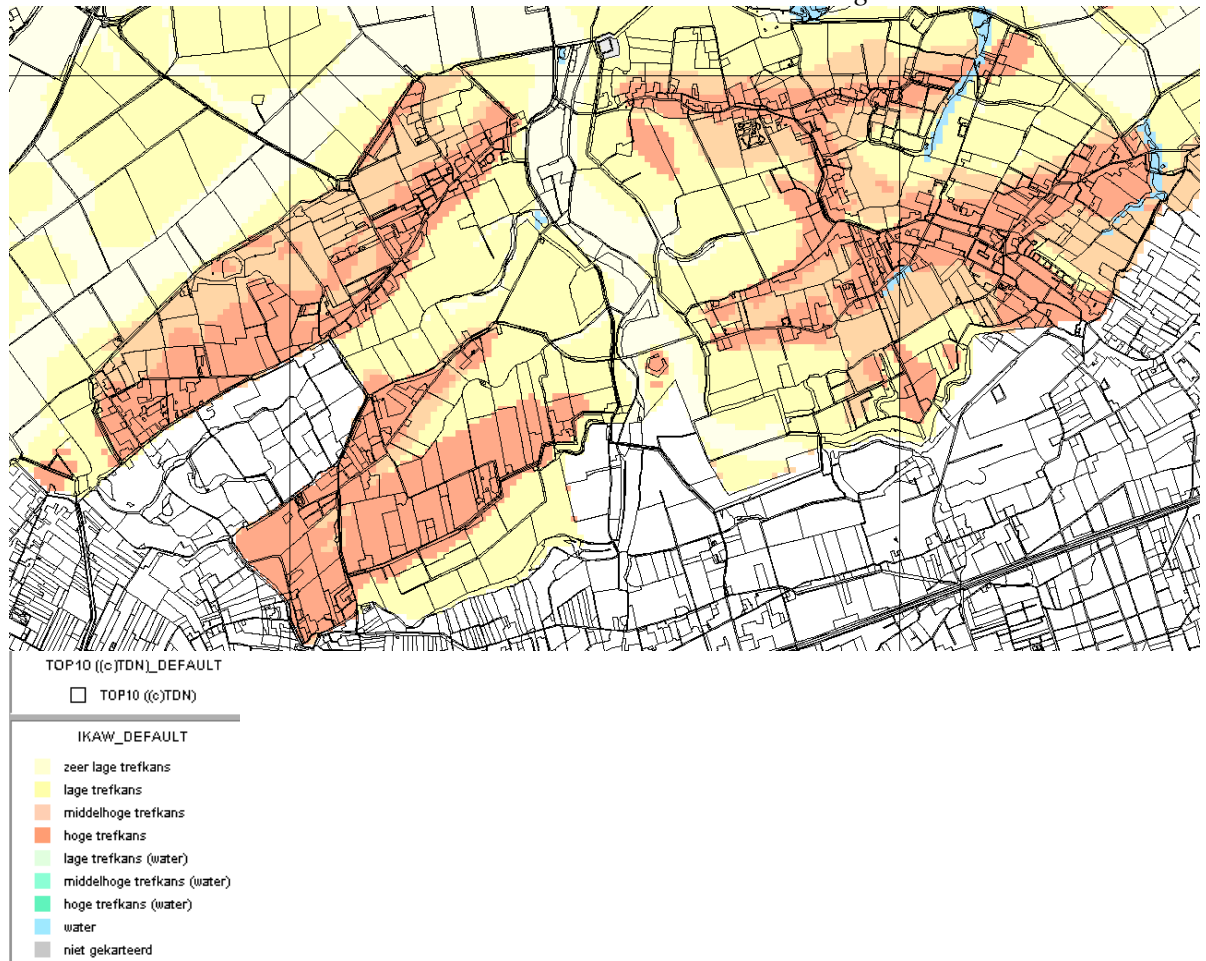 TOP10 ((c)TDN)_DEFAULT
TOP10 ((c)TDN)
IKAW_DEFAULT
zeer lage trefkans
lage trefkans
middelhoge trefkans
hoge trefkans
lage trefkans (water)
middelhoge trefkans (water)
hoge trefkans (water)
water
niet gekarteerd